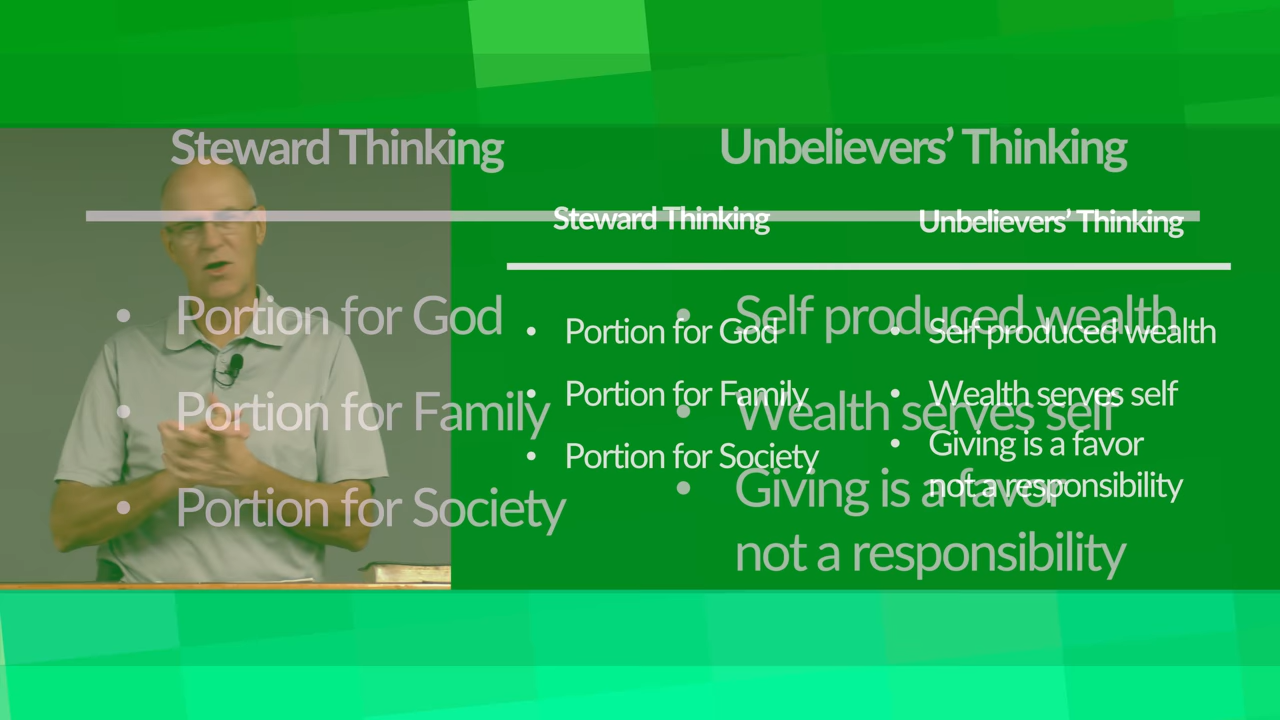 Steward Thinking
Unbelievers' Thinking
• Portion for God
• Portion for Family
• Portion for Society
• Self produced wealth
• Wealth serves self
• Giving is a favor
not a responsibility
Steward Thinking
Unbelievers' Thinking
• Portion for God
• Portion for Family
• Portion for Society
• Self produced wealth
• Wealth serves self
• Giving is a favor
not a responsibility